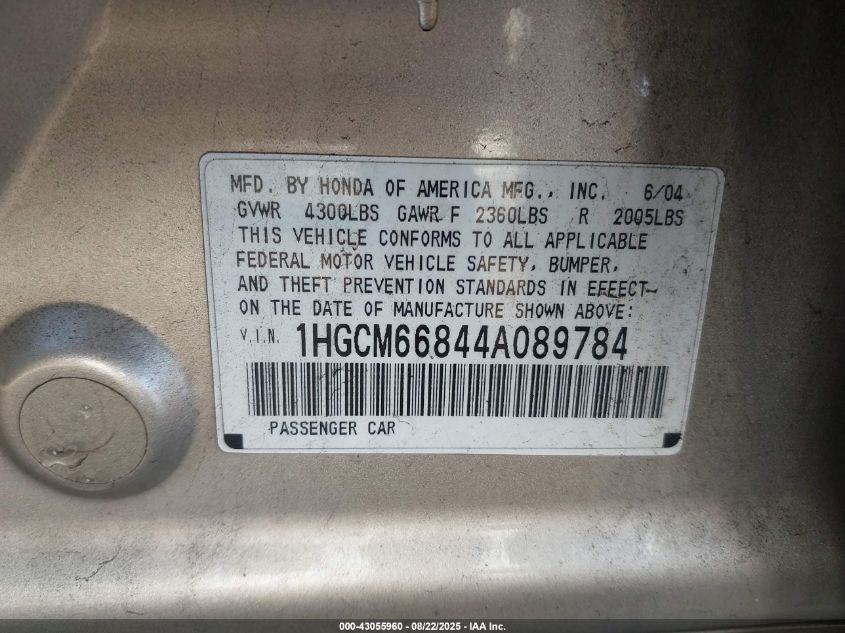 MFD. BY HONDA OF AMERICA MFG., INC. 6/04
GVWR 4300LBS GAWR F 2360LBS R 2005LBS
THIS VEHICLE CONFORMS TO ALL APPLICABLE
FEDERAL MOTOR VEHICLE SAFETY, BUMPER,
AND THEFT PREVENTION STANDARDS IN EFFECT
ON THE DATE OF MANUFACTURE SHOWN ABOVE:
V.I.N. 1HGCM66844A089784
PASSENGER CAR
000-43055960 - 08/22/2025 - IAA Inc.